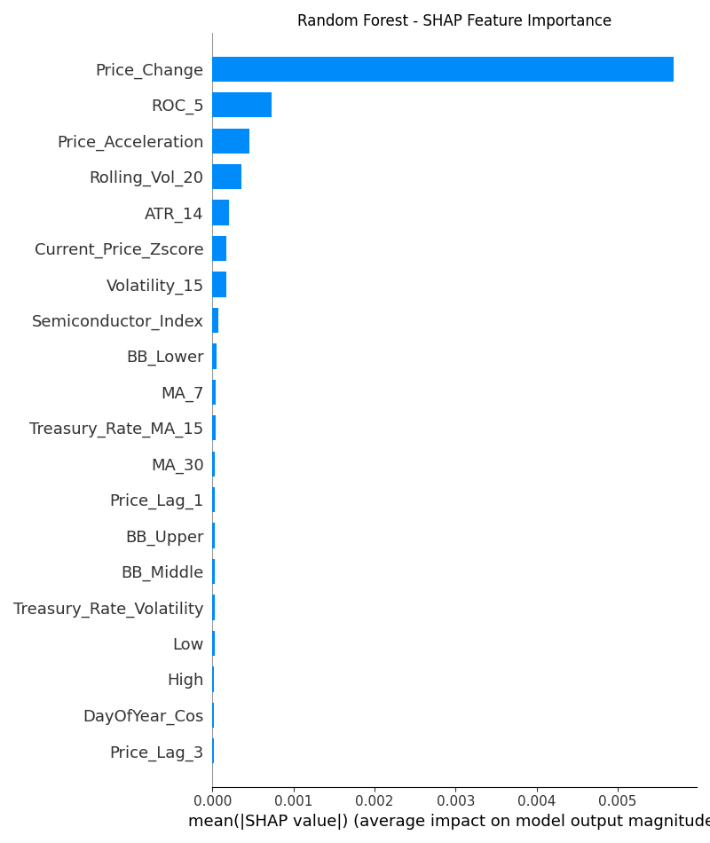 Random Forest - SHAP Feature Importance
Price_Change
ROC_5
Price_Acceleration
Rolling_Vol_20
ATR_14
Current_Price_Zscore
Volatility_15
Semiconductor_Index
BB_Lower
MA_7
Treasury_Rate_MA_15
MA_30
Price_Lag_1
BB_Upper
BB_Middle
Treasury_Rate_Volatility
Low
High
DayOfYear_Cos
Price_Lag_3
0.000 0.001 0.002 0.003 0.004 0.005
mean(|SHAP value|) (average impact on model output magnitude